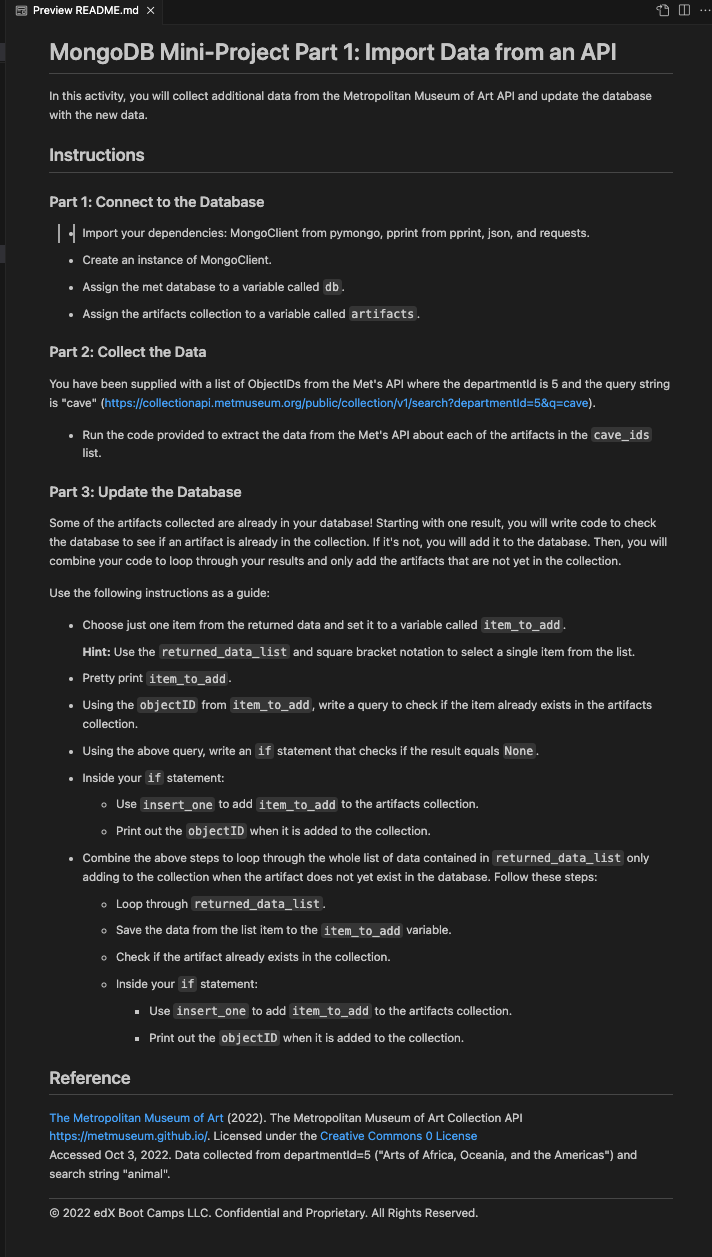 Preview README.md
MongoDB Mini-Project Part 1: Import Data from an API
In this activity, you will collect additional data from the Metropolitan Museum of Art API and update the database
with the new data.
Instructions
Part 1: Connect to the Database
• Import your dependencies: MongoClient from pymongo, pprint from pprint, json, and requests.
• Create an instance of MongoClient.
• Assign the met database to a variable called db.
• Assign the artifacts collection to a variable called artifacts.
Part 2: Collect the Data
You have been supplied with a list of ObjectIDs from the Met's API where the departmentId is 5 and the query string
is "cave" (https://collectionapi.metmuseum.org/public/collection/v1/search?departmentId=5&q=cave).
• Run the code provided to extract the data from the Met's API about each of the artifacts in the cave_ids
list.
Part 3: Update the Database
Some of the artifacts collected are already in your database! Starting with one result, you will write code to check
the database to see if an artifact is already in the collection. If it's not, you will add it to the database. Then, you will
combine your code to loop through your results and only add the artifacts that are not yet in the collection.
Use the following instructions as a guide:
• Choose just one item from the returned data and set it to a variable called item_to_add.
Hint: Use the returned_data_list and square bracket notation to select a single item from the list.
• Pretty print item_to_add.
• Using the objectID from item_to_add, write a query to check if the item already exists in the artifacts
collection.
• Using the above query, write an if statement that checks if the result equals None.
• Inside your if statement:
◦ Use insert_one to add item_to_add to the artifacts collection.
◦ Print out the objectID when it is added to the collection.
• Combine the above steps to loop through the whole list of data contained in returned_data_list only
adding to the collection when the artifact does not yet exist in the database. Follow these steps:
◦ Loop through returned_data_list.
◦ Save the data from the list item to the item_to_add variable.
◦ Check if the artifact already exists in the collection.
◦ Inside your if statement:
▪ Use insert_one to add item_to_add to the artifacts collection.
▪ Print out the objectID when it is added to the collection.
Reference
The Metropolitan Museum of Art (2022). The Metropolitan Museum of Art Collection API
https://metmuseum.github.io/. Licensed under the Creative Commons 0 License
Accessed Oct 3, 2022. Data collected from departmentId=5 ("Arts of Africa, Oceania, and the Americas") and
search string "animal".
© 2022 edX Boot Camps LLC. Confidential and Proprietary. All Rights Reserved.